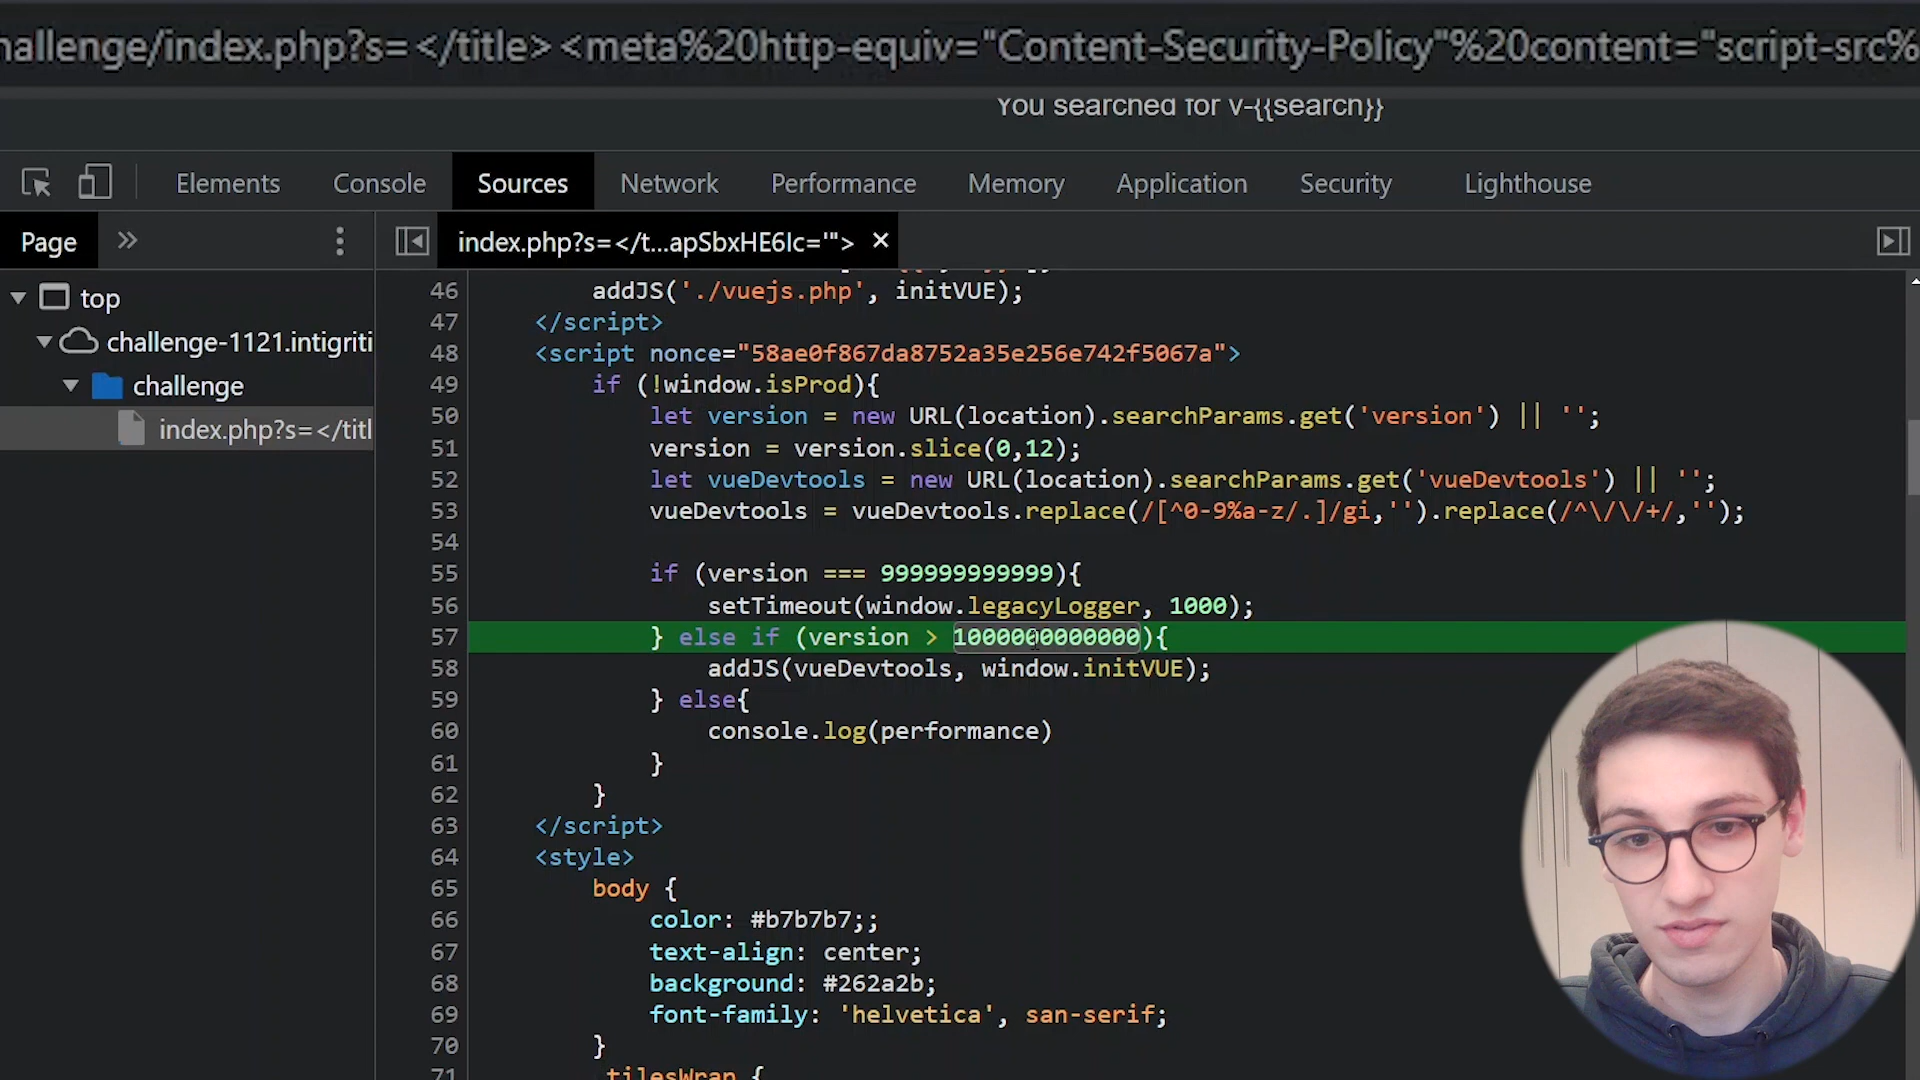 hallenge/index.php?s=</title><meta%20http-equiv="Content-Security-Policy"%20content="script-src%
You searched for v-{{search}}
Elements Console Sources Network Performance Memory Application Security Lighthouse
Page » index.php?s=</t...apSbxHE6Ic='"> ×
top
challenge-1121.intigriti
challenge
index.php?s=</titl
46 addJS('./vuejs.php', initVUE);
47 </script>
48 <script nonce="58ae0f867da8752a35e256e742f5067a">
49 if (!window.isProd){
50 let version = new URL(location).searchParams.get('version') || '';
51 version = version.slice(0,12);
52 let vueDevtools = new URL(location).searchParams.get('vueDevtools') || '';
53 vueDevtools = vueDevtools.replace(/[^0-9%a-z/.]/gi,'').replace(/^\/\/+/,'');
54
55 if (version === 999999999999){
56 setTimeout(window.legacyLogger, 1000);
57 } else if (version > 1000000000000){
58 addJS(vueDevtools, window.initVUE);
59 } else{
60 console.log(performance)
61 }
62 }
63 </script>
64 <style>
65 body {
66 color: #b7b7b7;;
67 text-align: center;
68 background: #262a2b;
69 font-family: 'helvetica', san-serif;
70 }
71 .tilesWrap {